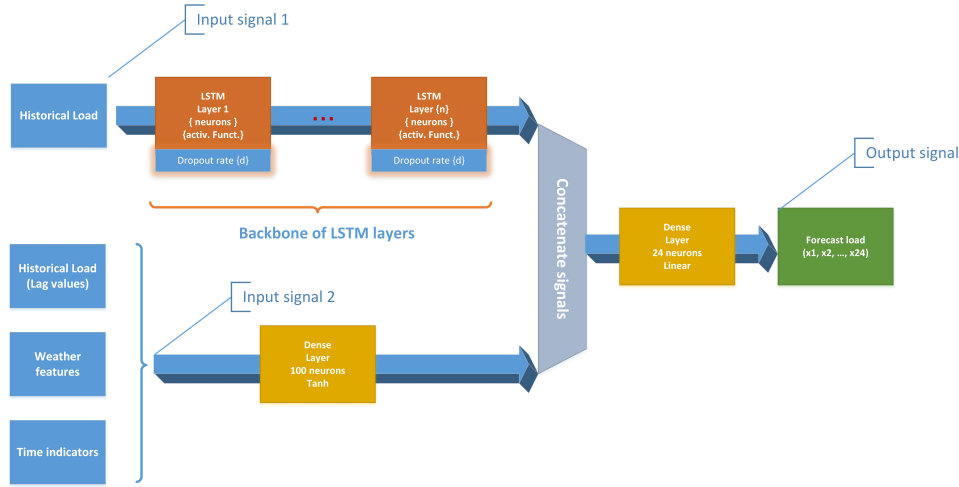 Input signal 1
Historical Load
LSTM
Layer 1
{ neurons }
{activ. Funct.}
Dropout rate {d}
...
LSTM
Layer {n}
{ neurons }
{activ. Funct.}
Dropout rate {d}
Backbone of LSTM layers
Concatenate signals
Output signal
Dense
Layer
24 neurons
Linear
Forecast load
(x1, x2, ..., x24)
Historical Load
(Lag values)
Weather
features
Time indicators
Input signal 2
Dense
Layer
100 neurons
Tanh